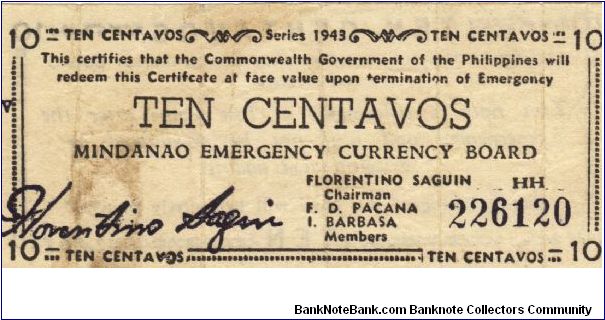 10 TEN CENTAVOS Series 1943 TEN CENTAVOS 10
This certifies that the Commonwealth Government of the Philippines will
redeem this Certifcate at face value upon termination of Emergency
TEN CENTAVOS
MINDANAO EMERGENCY CURRENCY BOARD
FLORENTINO SAGUIN HH
Chairman
F. D. PACANA 226120
I. BARBASA
Members
Florentino Saguin
10 TEN CENTAVOS TEN CENTAVOS 10
BankNoteBank.com Banknote Collectors Community